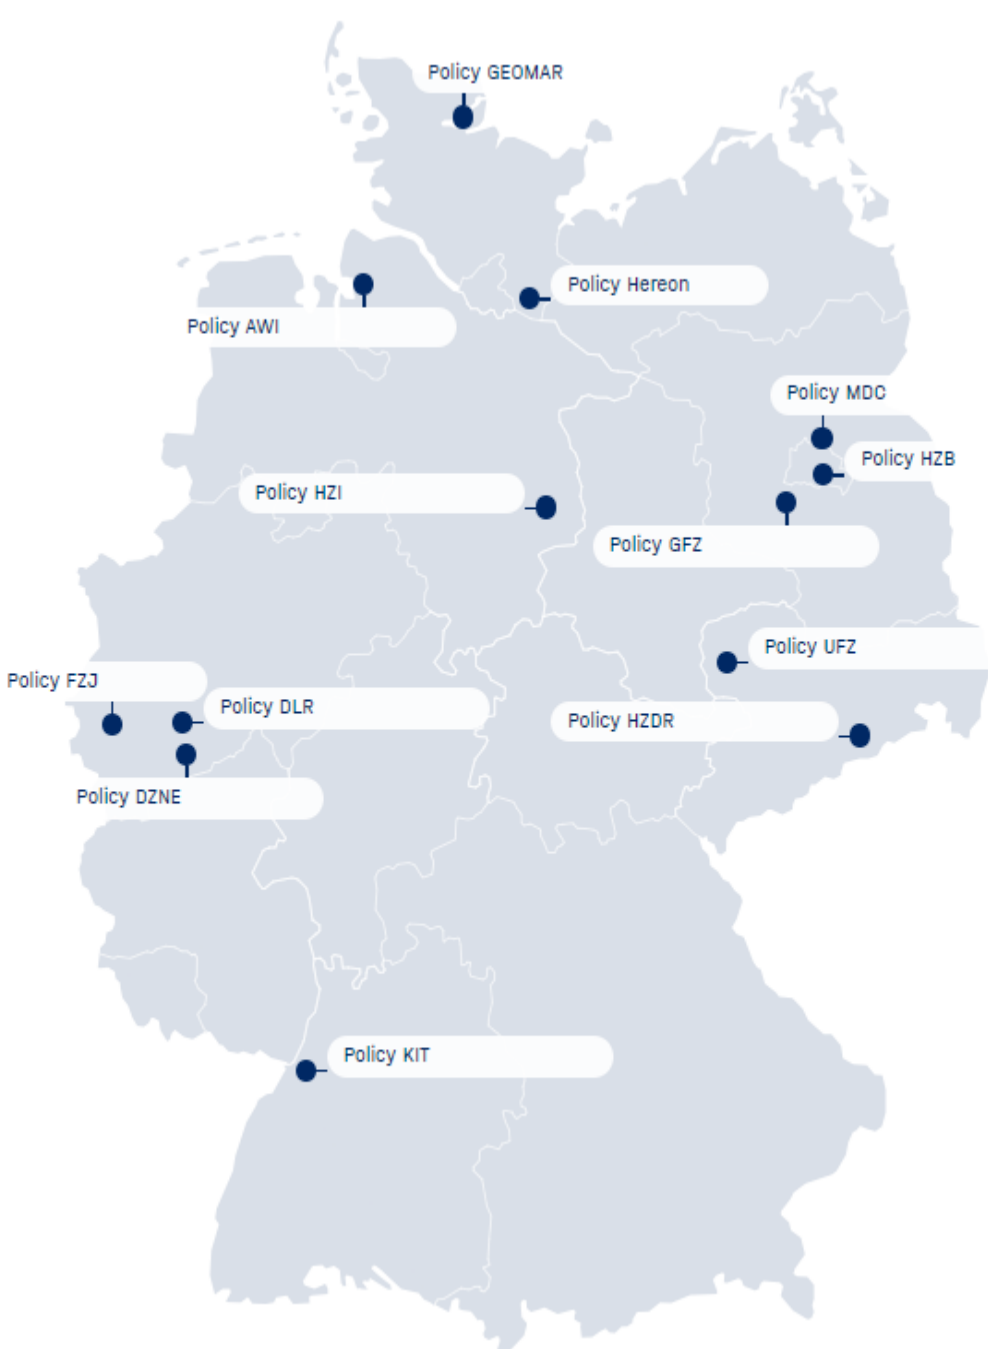 Policy GEOMAR
Policy Hereon
Policy AWI
Policy MDC
Policy HZB
Policy HZI
Policy GFZ
Policy UFZ
Policy FZJ
Policy DLR
Policy HZDR
Policy DZNE
Policy KIT